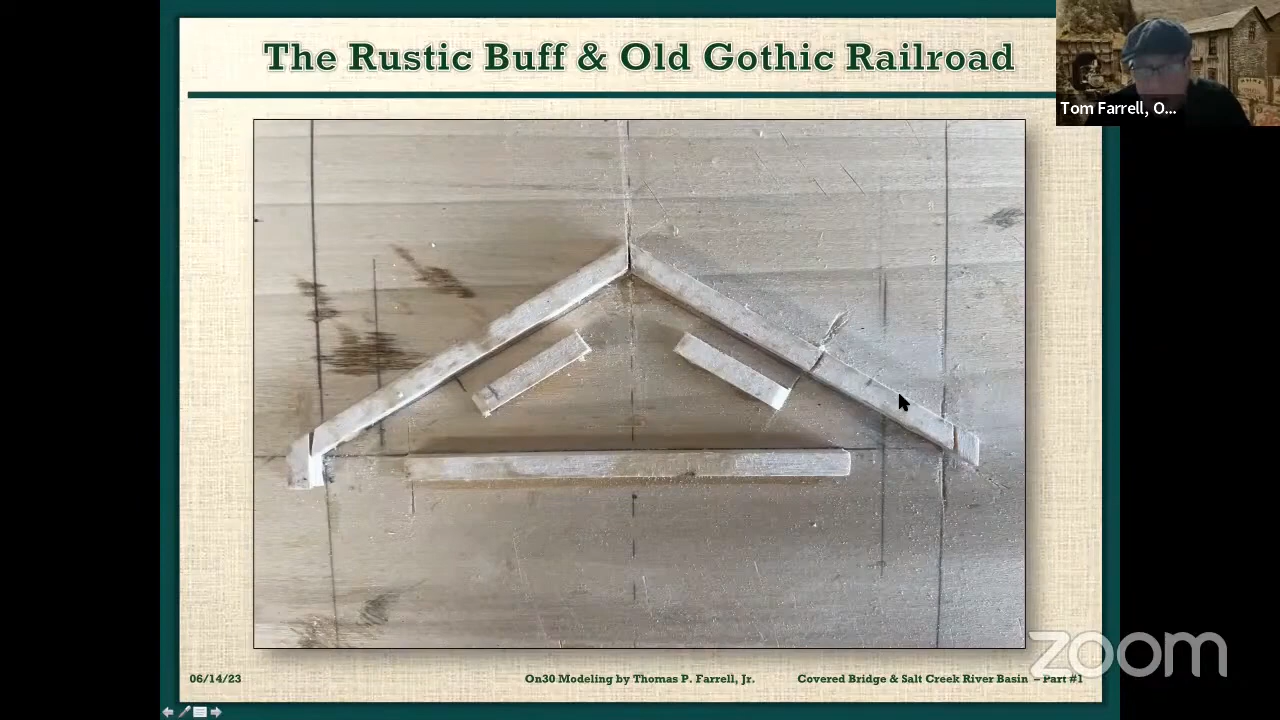 The Rustic Buff & Old Gothic Railroad
Tom Farrell, O...
zoom
06/14/23
On30 Modeling by Thomas P. Farrell, Jr.
Covered Bridge & Salt Creek River Basin – Part #1